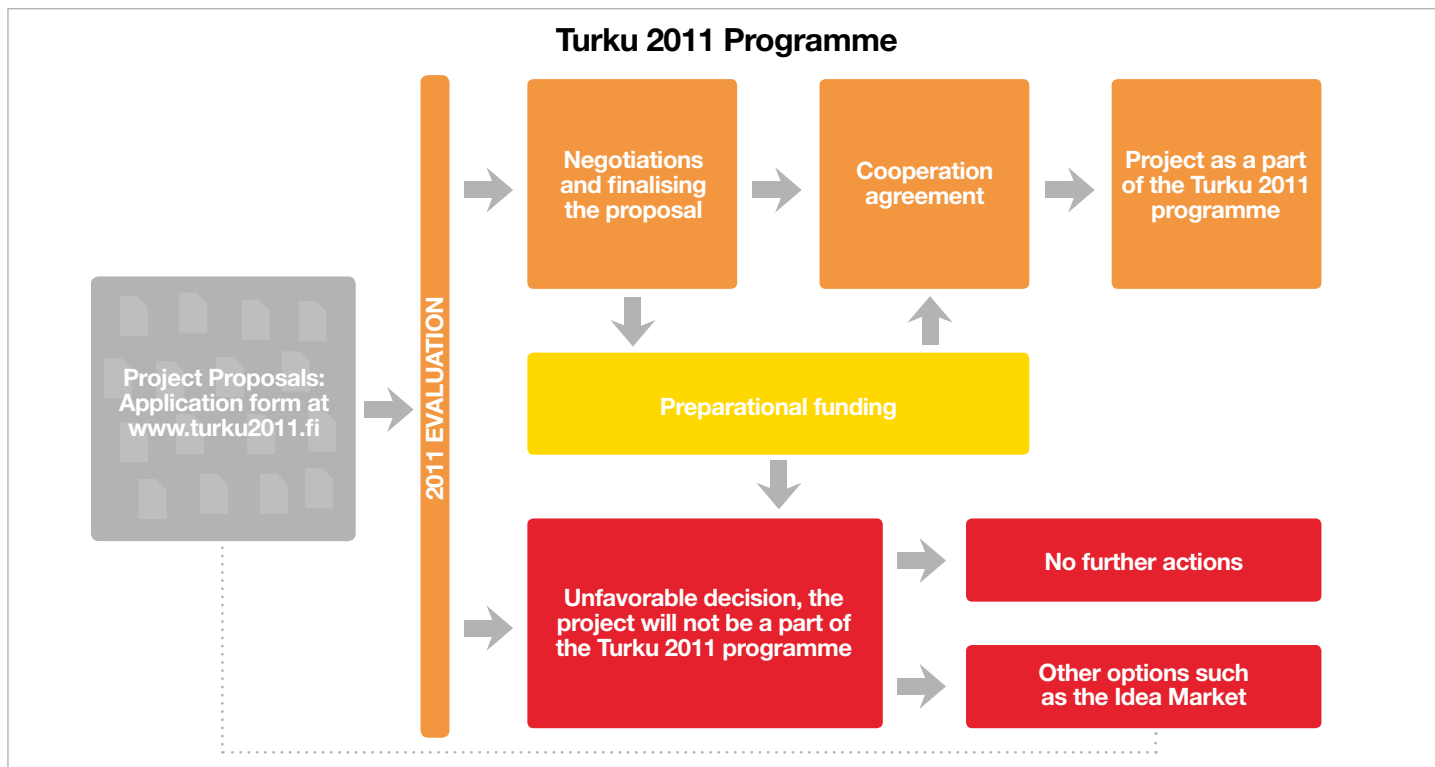 Turku 2011 Programme
Project Proposals:
Application form at
www.turku2011.fi
2011 EVALUATION
Negotiations
and finalising
the proposal
Cooperation
agreement
Project as a part
of the Turku 2011
programme
Preparational funding
Unfavorable decision, the
project will not be a part of
the Turku 2011 programme
No further actions
Other options such
as the Idea Market